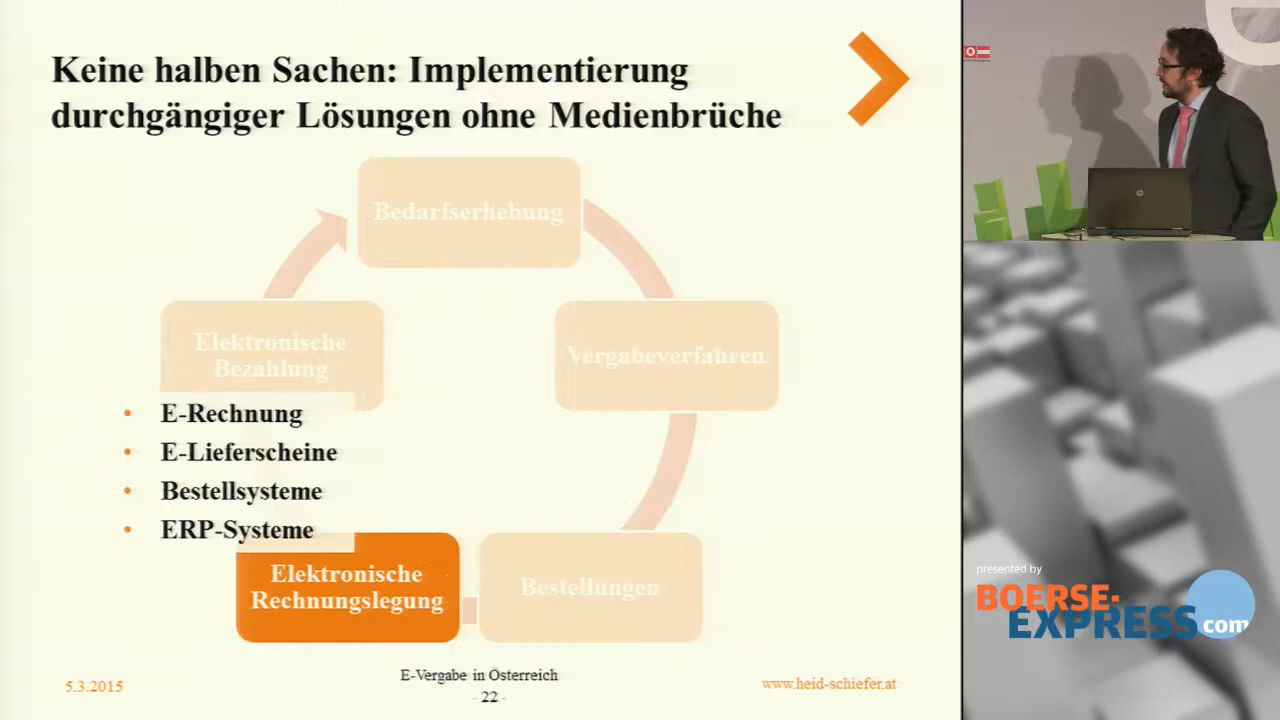 Keine halben Sachen: Implementierung
durchgängiger Lösungen ohne Medienbrüche
Bedarfserhebung
Elektronische
Bezahlung
Vergabeverfahren
• E-Rechnung
• E-Lieferscheine
• Bestellsysteme
• ERP-Systeme
Elektronische
Rechnungslegung
Bestellungen
5.3.2015
E-Vergabe in Österreich
- 22 -
www.heid-schiefer.at
presented by
BOERSE-
EXPRESS
com